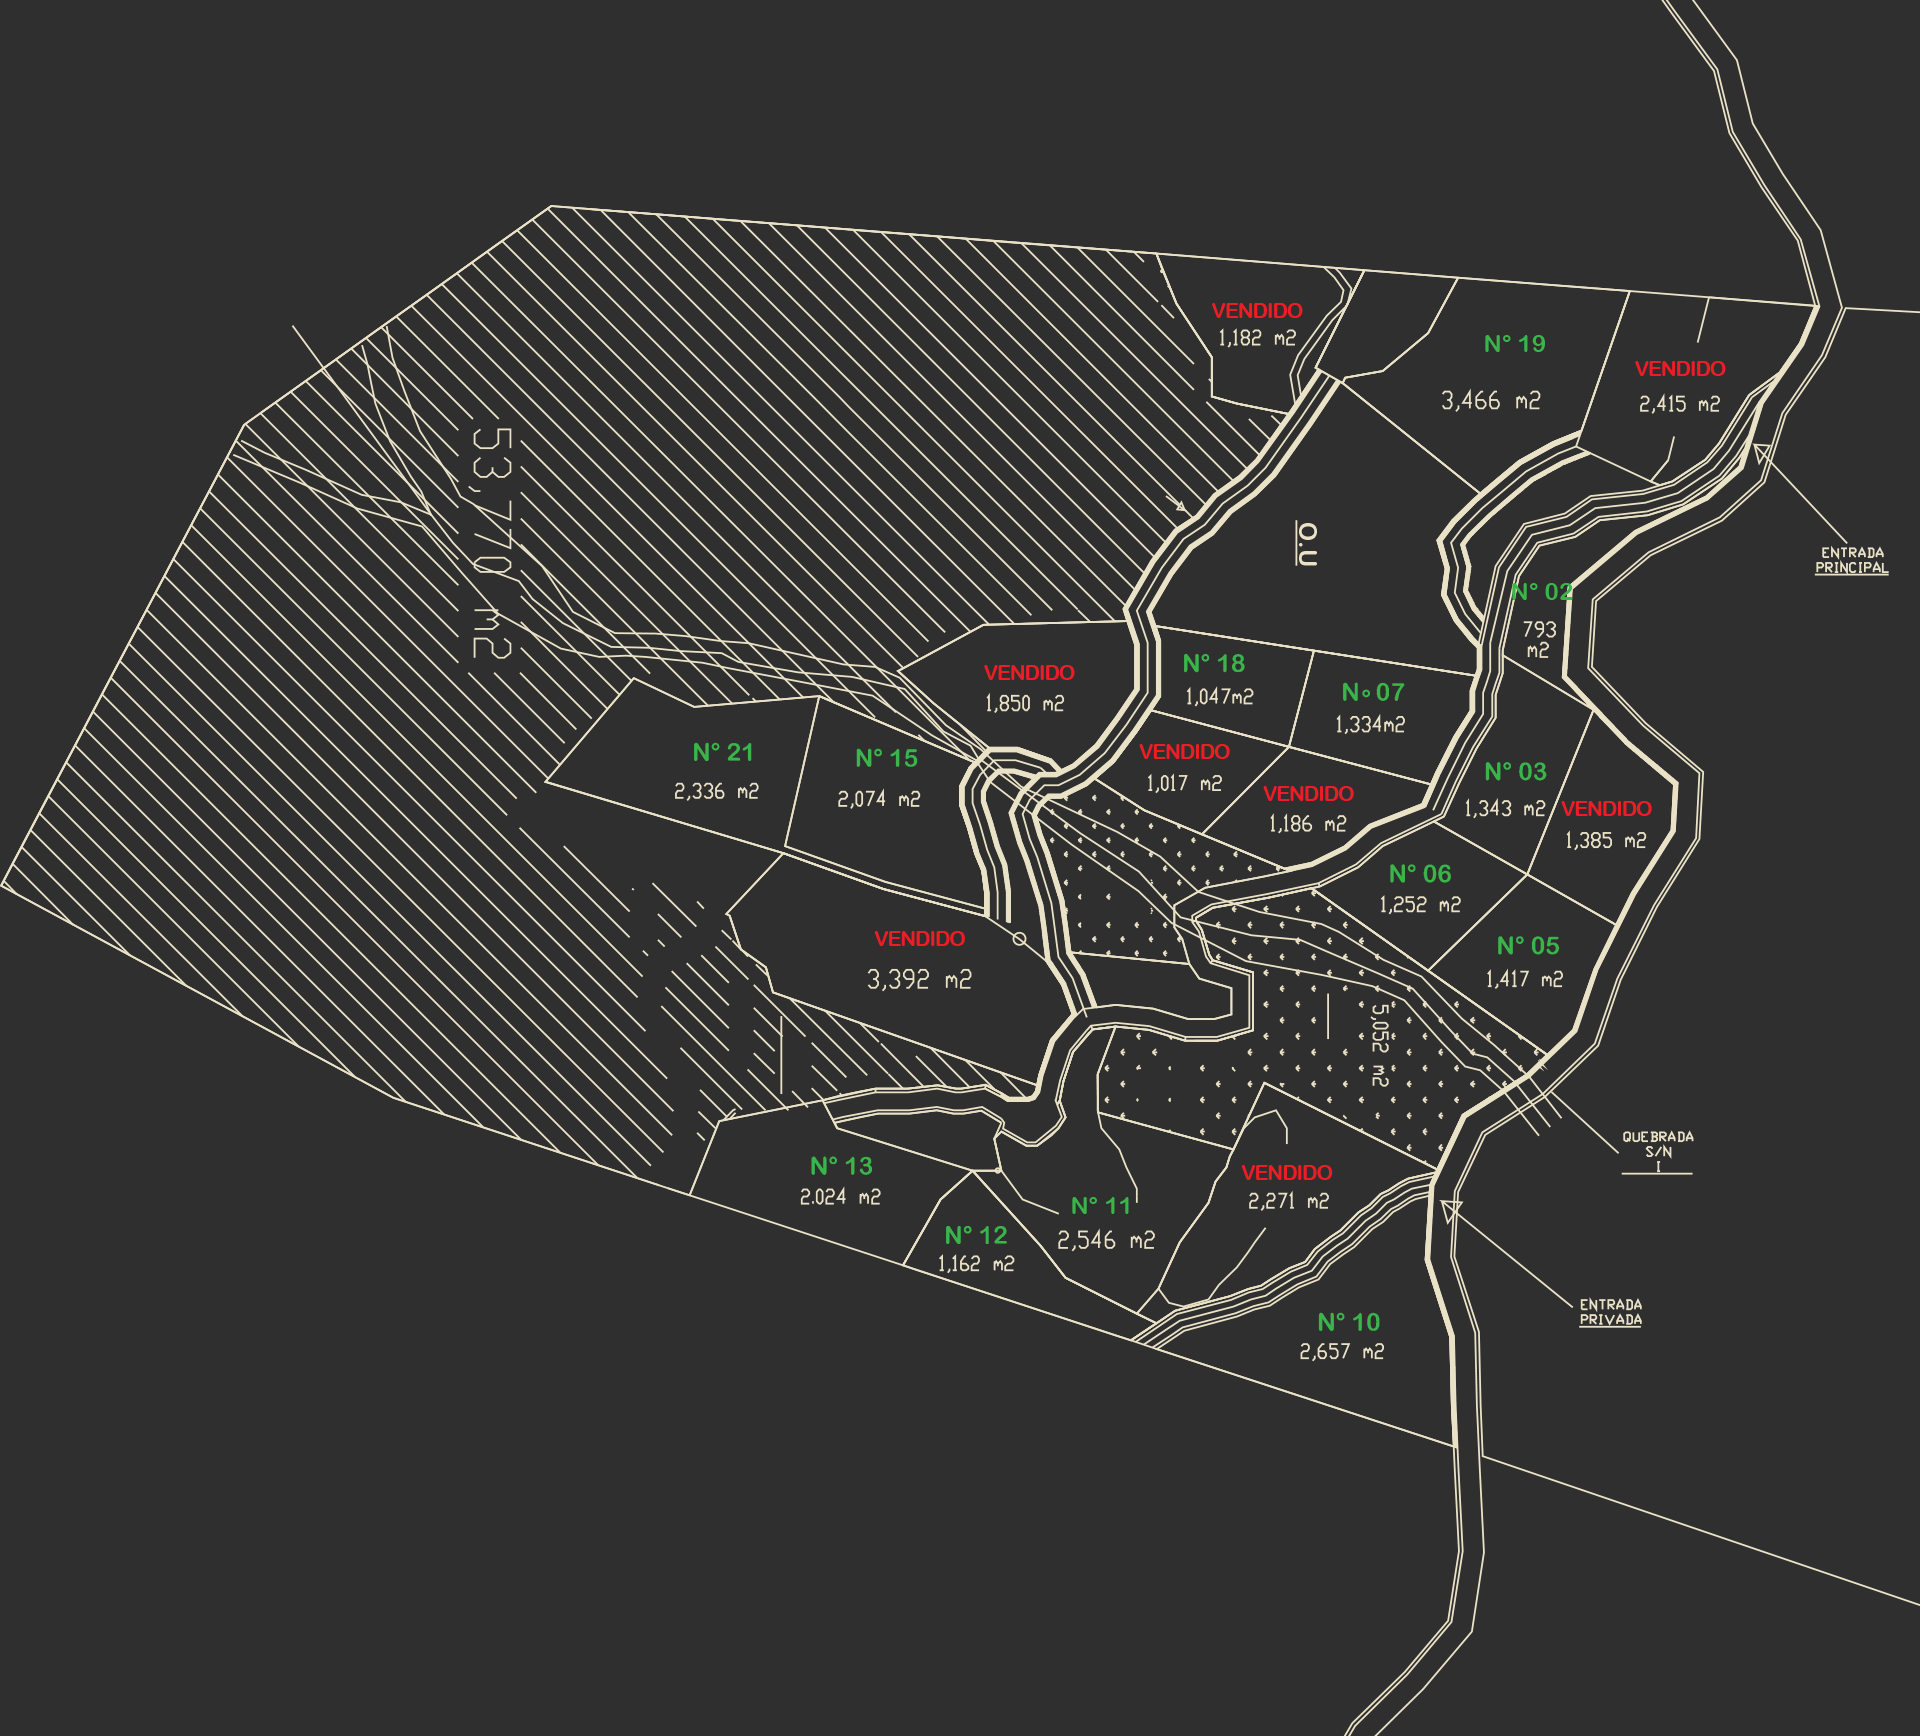 VENDIDO
1,182 m2
N° 19
3,466 m2
VENDIDO
2,415 m2
53,770 m2
O.U
ENTRADA
PRINCIPAL
N° 02
793
m2
VENDIDO
1,850 m2
N° 18
1,047m2
N° 07
1,334m2
N° 21
2,336 m2
N° 15
2,074 m2
VENDIDO
1,017 m2
VENDIDO
1,186 m2
N° 03
1,343 m2
VENDIDO
1,385 m2
N° 06
1,252 m2
VENDIDO
3,392 m2
N° 05
1,417 m2
5,052 m2
QUEBRADA
S/N
I
N° 13
2.024 m2
N° 12
1,162 m2
N° 11
2,546 m2
VENDIDO
2,271 m2
N° 10
2,657 m2
ENTRADA
PRIVADA